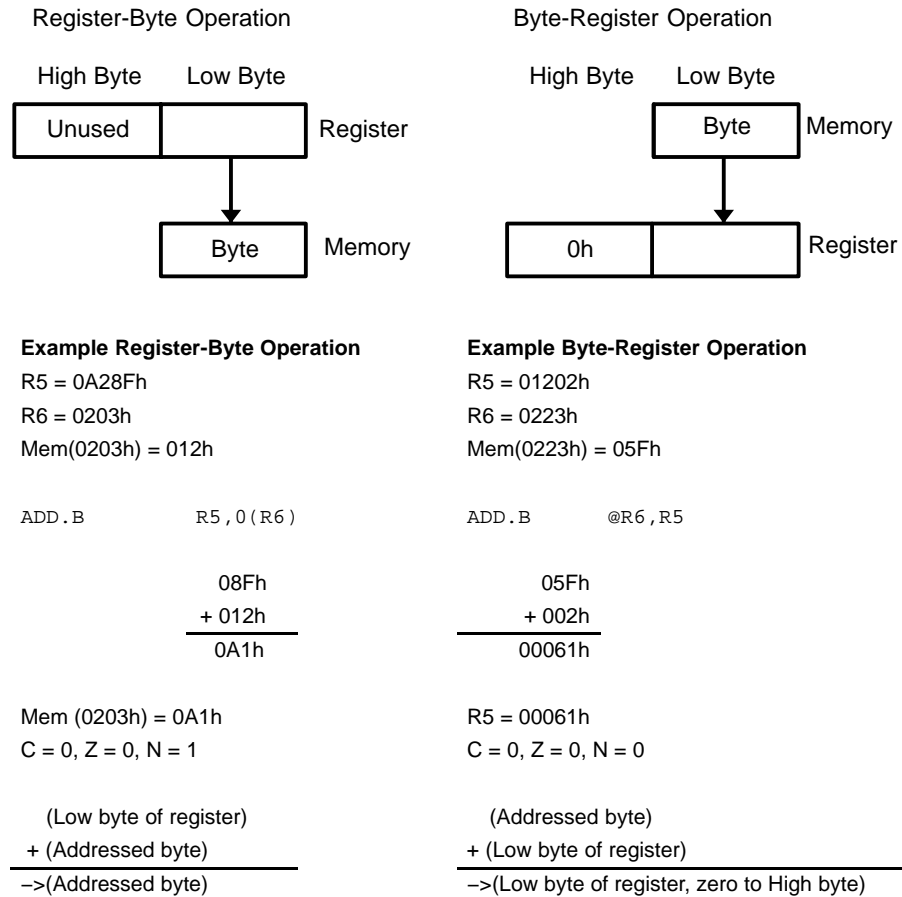 Register-Byte Operation
High Byte Low Byte
Unused Register
Byte Memory
Example Register-Byte Operation
R5 = 0A28Fh
R6 = 0203h
Mem(0203h) = 012h
ADD.B R5,0(R6)
08Fh
+ 012h
0A1h
Mem (0203h) = 0A1h
C = 0, Z = 0, N = 1
(Low byte of register)
+ (Addressed byte)
–>(Addressed byte)
Byte-Register Operation
High Byte Low Byte
Byte Memory
0h Register
Example Byte-Register Operation
R5 = 01202h
R6 = 0223h
Mem(0223h) = 05Fh
ADD.B @R6,R5
05Fh
+ 002h
00061h
R5 = 00061h
C = 0, Z = 0, N = 0
(Addressed byte)
+ (Low byte of register)
–>(Low byte of register, zero to High byte)